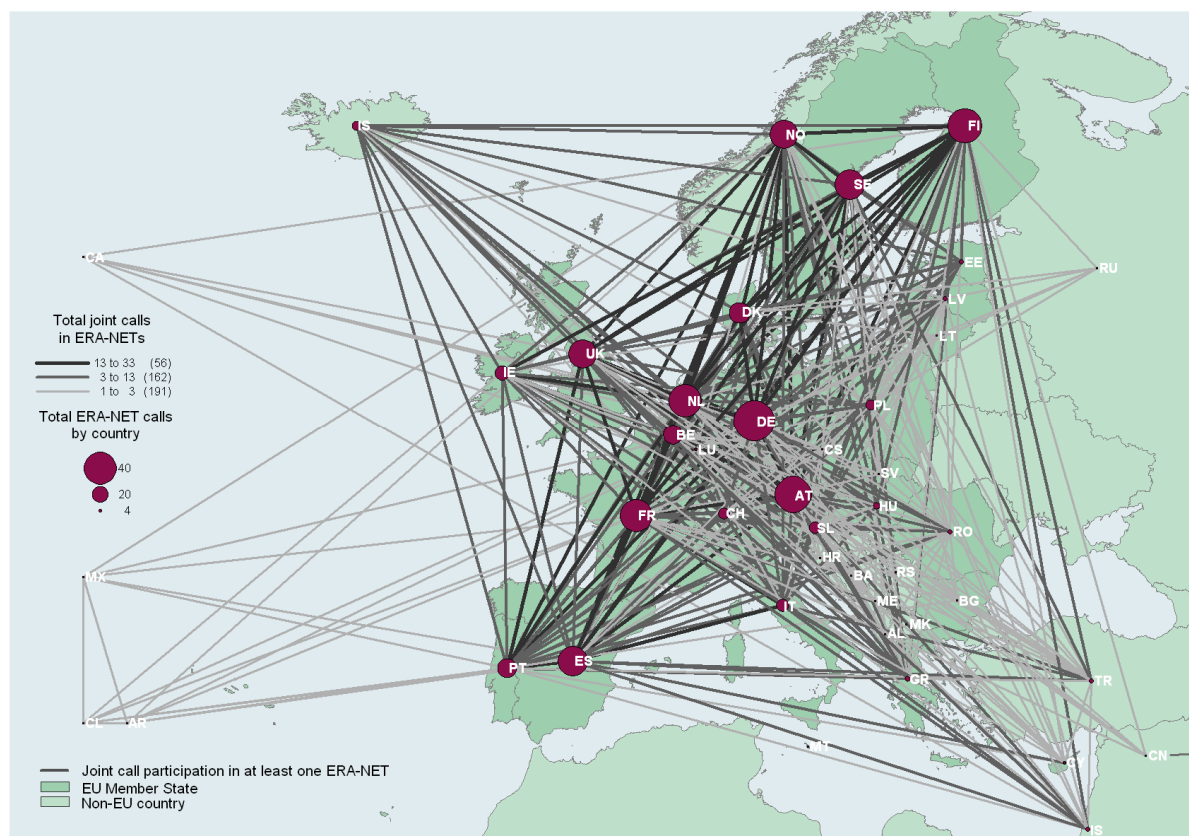 IS
NO
FI
SE
CA
EE
RU
LV
DK
LT
UK
IE
NL
PL
DE
BE
LU
CS
SV
AT
HU
FR
CH
SL
RO
HR
RS
BA
MX
ME
BG
IT
MK
AL
PT
ES
GR
TR
CL
AR
MT
CY
CN
IS
Total joint calls
in ERA-NETs
13 to 33 (56)
3 to 13 (162)
1 to 3 (191)
Total ERA-NET calls
by country
40
20
4
Joint call participation in at least one ERA-NET
EU Member State
Non-EU country